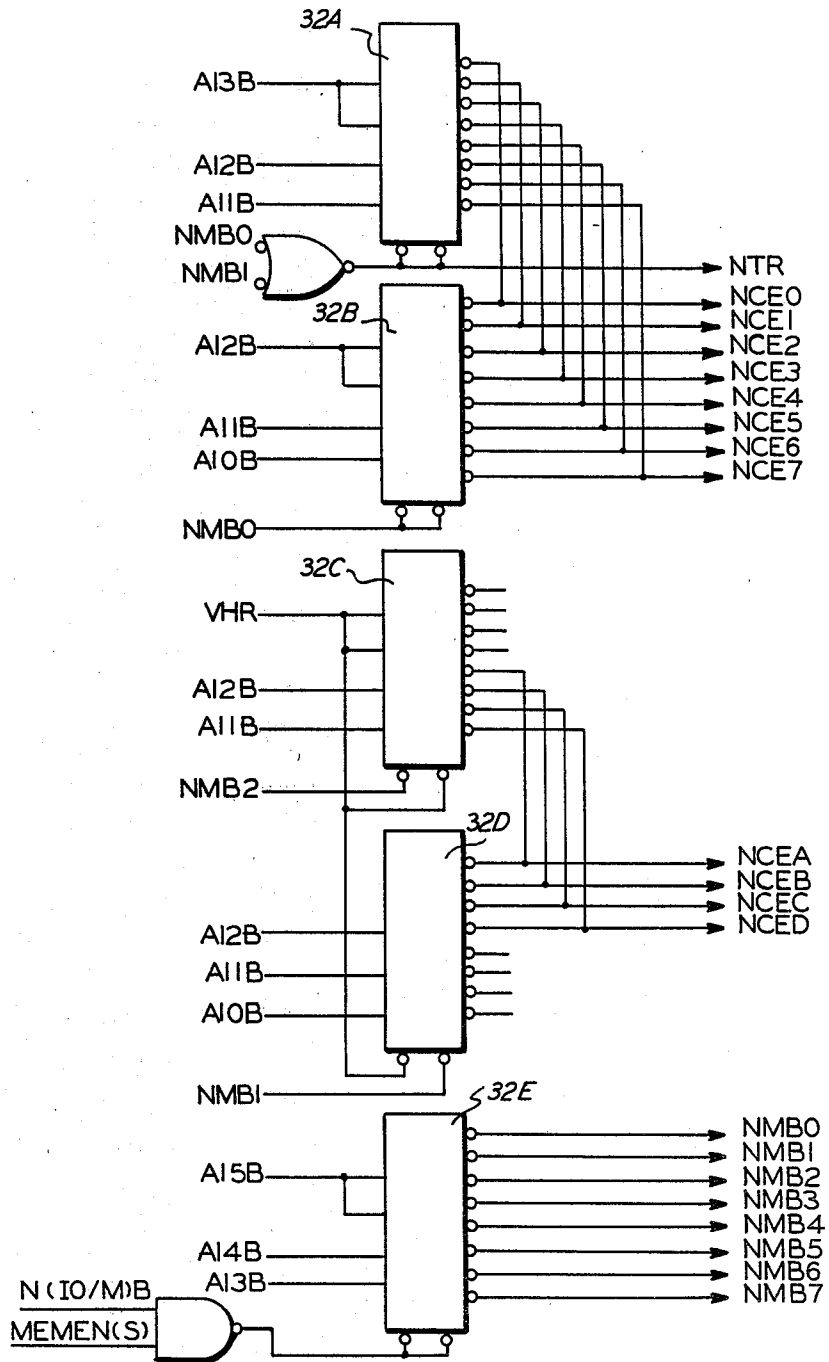 32A
A13B
A12B
A11B
NMB0
NMB1
NTR
32B
NCE0
NCE1
NCE2
NCE3
NCE4
NCE5
NCE6
NCE7
A12B
A11B
A10B
NMB0
32C
VHR
A12B
A11B
NMB2
32D
NCEA
NCEB
NCEC
NCED
A12B
A11B
A10B
NMB1
32E
NMB0
NMB1
NMB2
NMB3
NMB4
NMB5
NMB6
NMB7
A15B
A14B
A13B
N(IO/M)B
MEMEN(S)